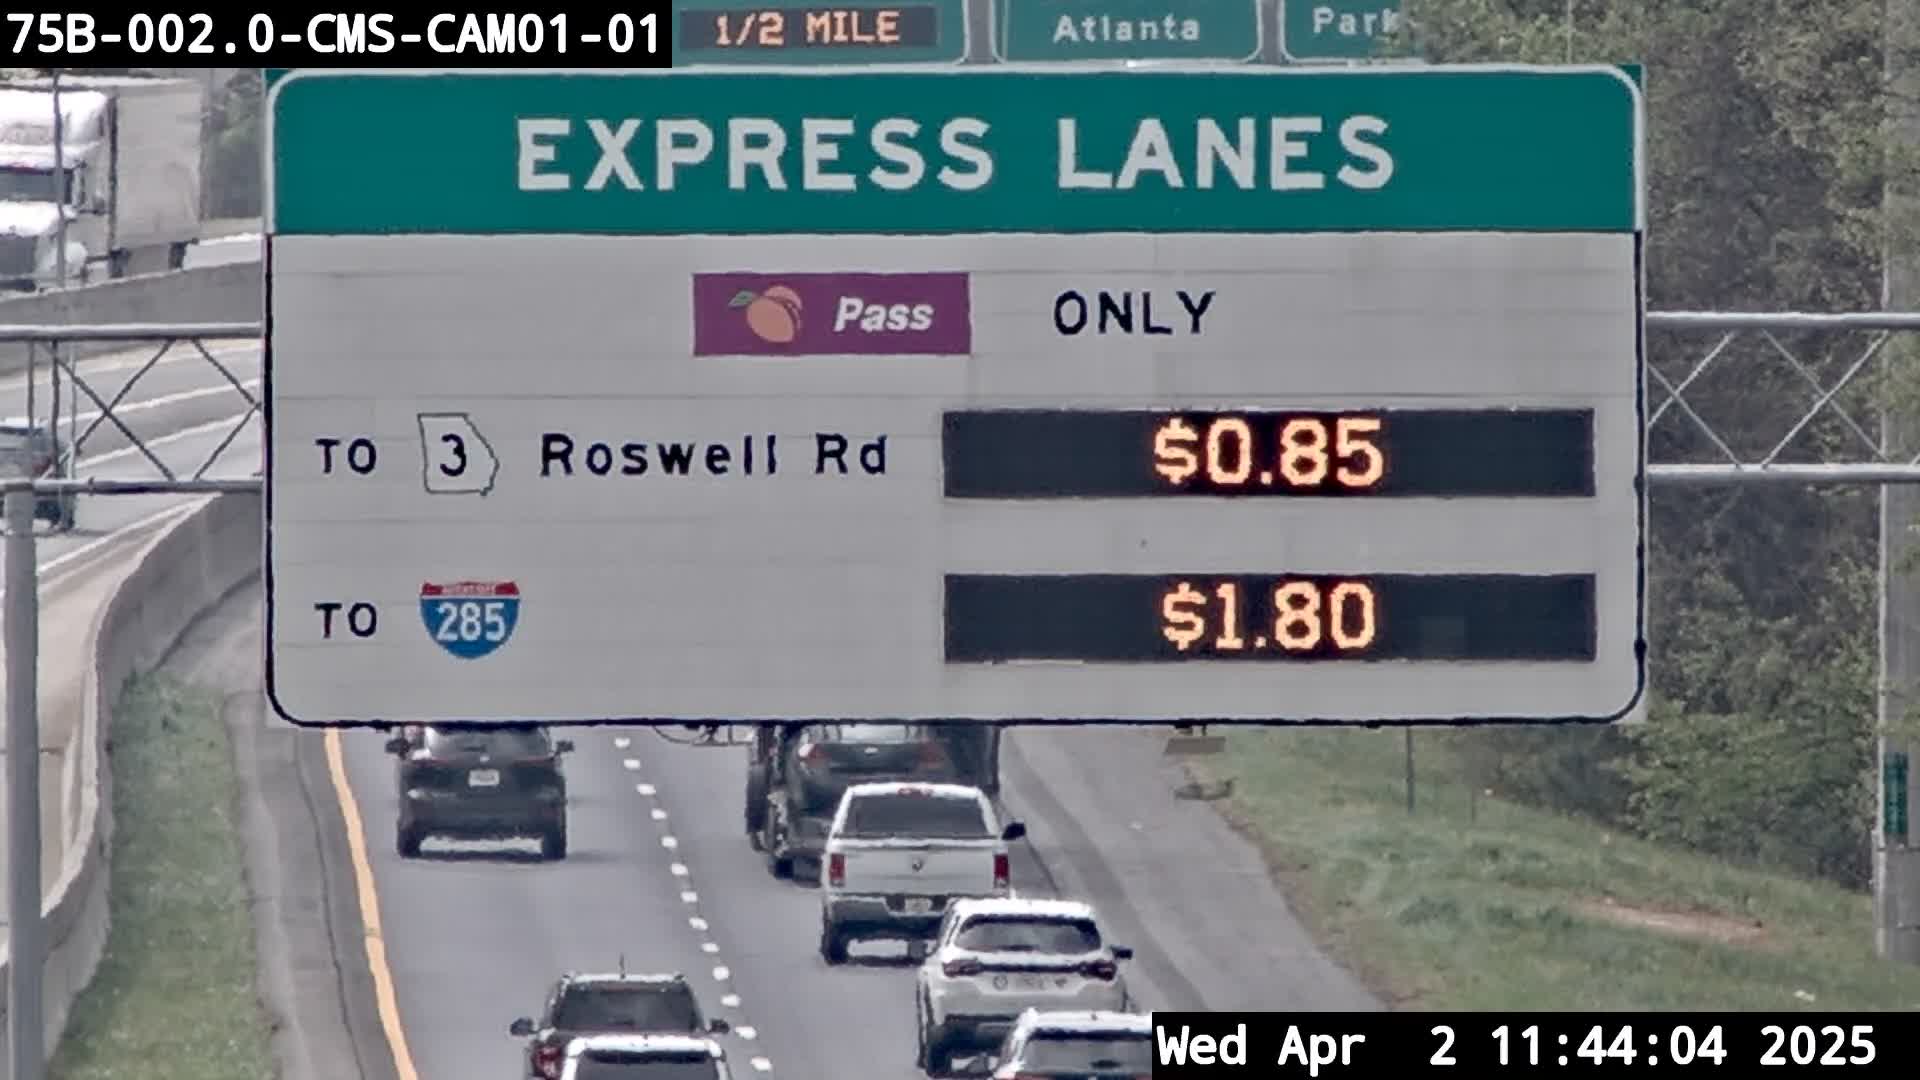 75B-002.0-CMS-CAM01-01
1/2 MILE
Atlanta
Park
EXPRESS LANES
Pass ONLY
TO 3 Roswell Rd $0.85
TO 285 $1.80
Wed Apr 2 11:44:04 2025